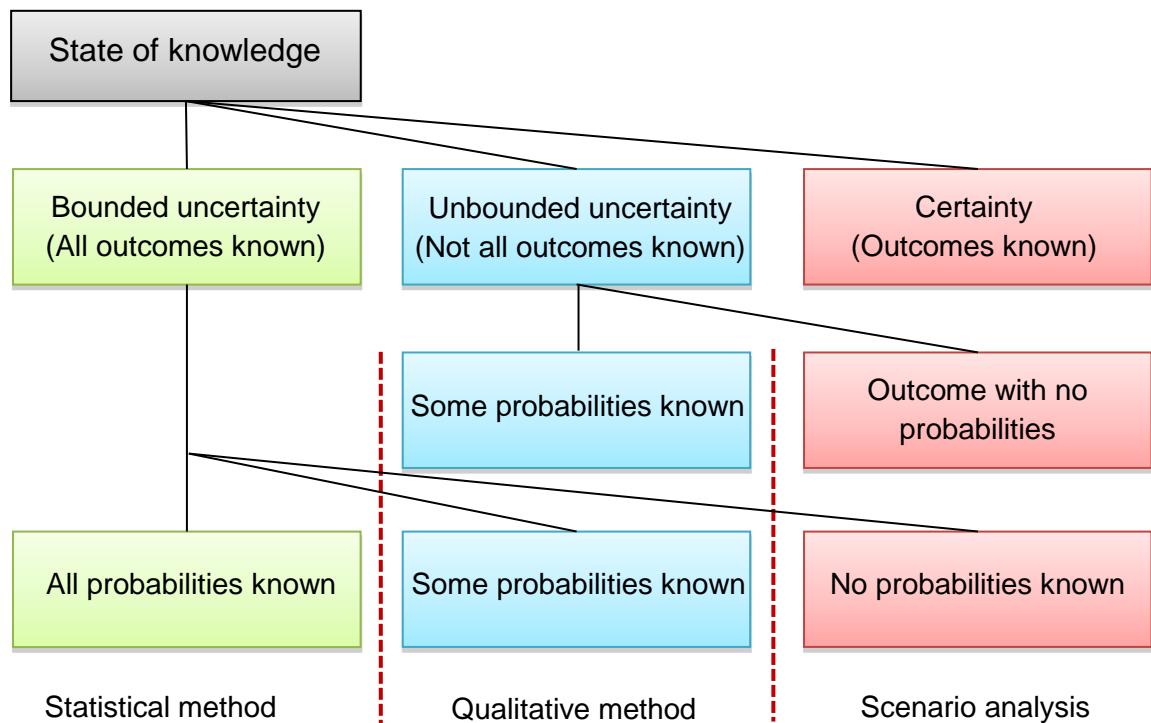 State of knowledge
Bounded uncertainty
(All outcomes known)
Unbounded uncertainty
(Not all outcomes known)
Certainty
(Outcomes known)
Some probabilities known
Outcome with no
probabilities
All probabilities known
Some probabilities known
No probabilities known
Statistical method
Qualitative method
Scenario analysis